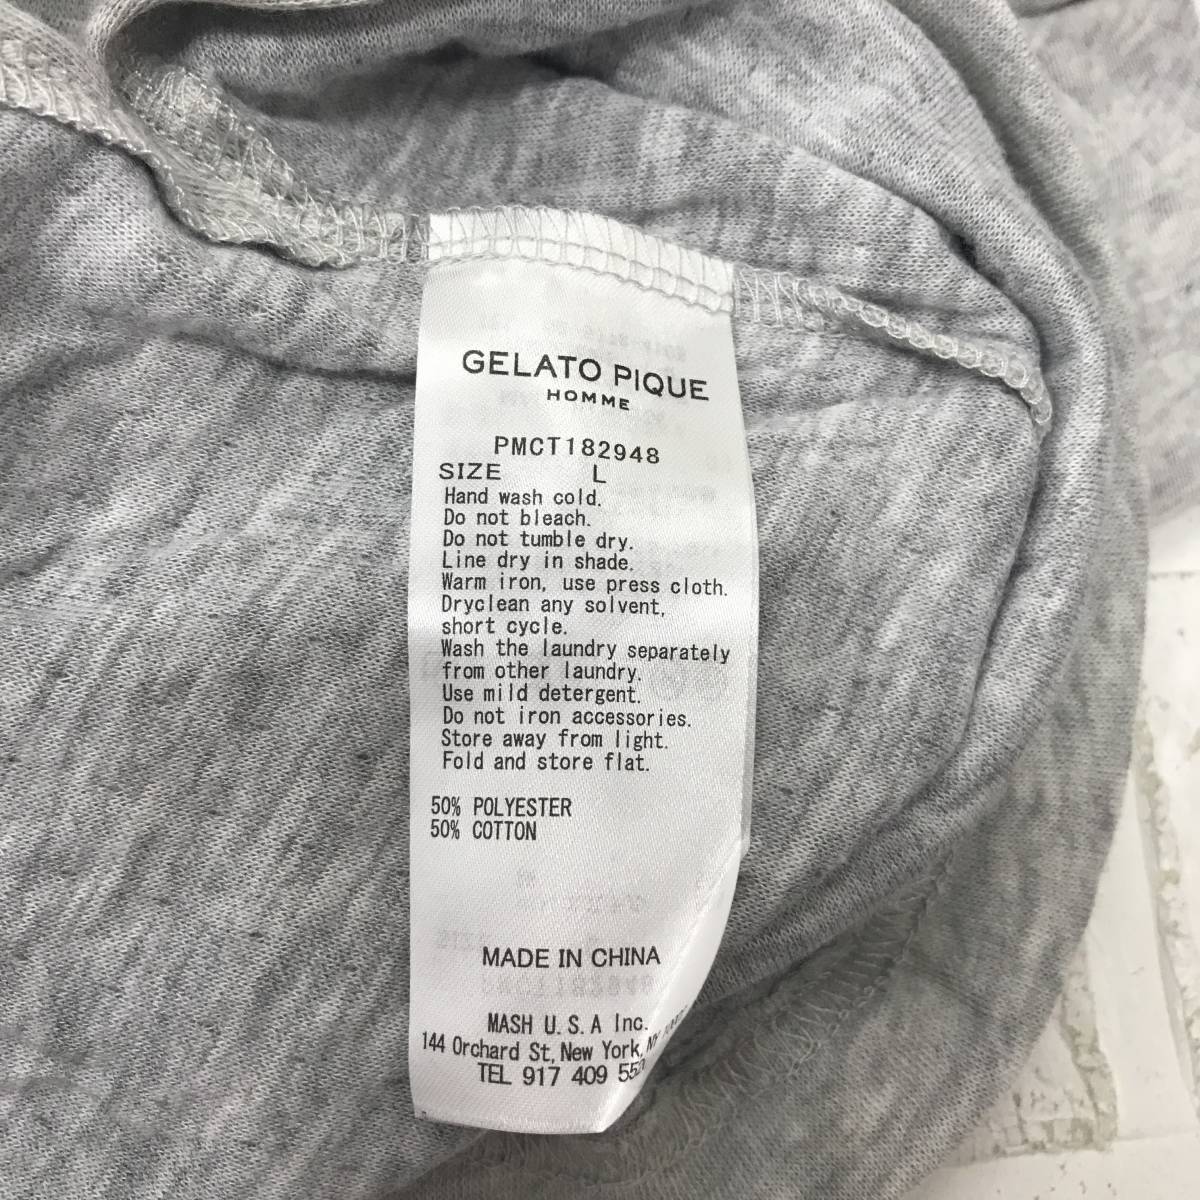 GELATO PIQUE
HOMME
PMCT182948
SIZE L
Hand wash cold.
Do not bleach.
Do not tumble dry.
Line dry in shade.
Warm iron, use press cloth.
Dryclean any solvent,
short cycle.
Wash the laundry separately
from other laundry.
Use mild detergent.
Do not iron accessories.
Store away from light.
Fold and store flat.
50% POLYESTER
50% COTTON
MADE IN CHINA
MASH U.S.A Inc.
144 Orchard St, New York, NY
TEL 917 409